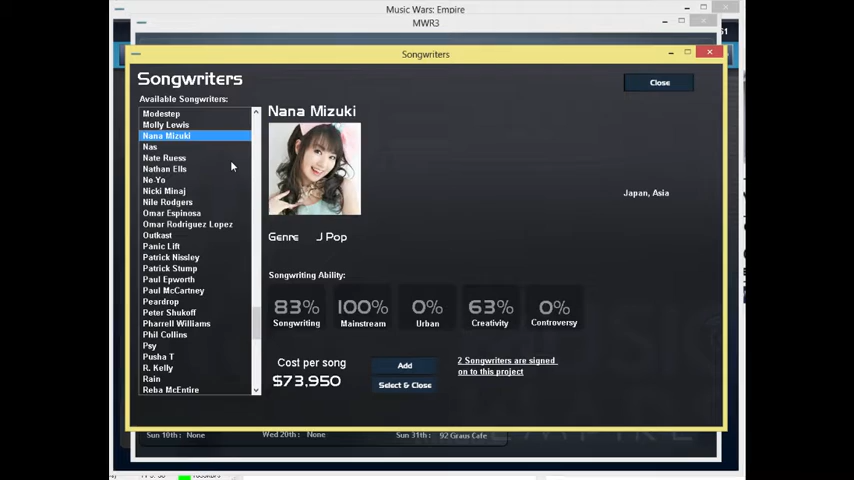 Music Wars: Empire
MWR3
Songwriters
Songwriters
Close
Available Songwriters:
Modestep
Molly Lewis
Nana Mizuki
Nas
Nate Ruess
Nathan Ells
Ne-Yo
Nicki Minaj
Nile Rodgers
Omar Espinosa
Omar Rodriguez Lopez
Outkast
Panic Lift
Patrick Nissley
Patrick Stump
Paul Epworth
Paul McCartney
Peardrop
Peter Shukoff
Pharrell Williams
Phil Collins
Psy
Pusha T
R. Kelly
Rain
Reba McEntire
Nana Mizuki
Japan, Asia
Genre J Pop
Songwriting Ability:
83% 100% 0% 63% 0%
Songwriting Mainstream Urban Creativity Controversy
Cost per song
$73,950
Add
Select & Close
2 Songwriters are signed
on to this project
Sun 10th: None Wed 20th: None Sun 31th: 92 Graus Cafe
EMPIRE